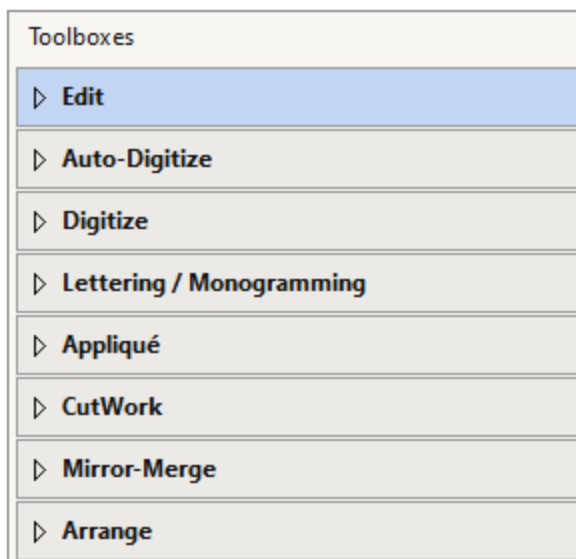 Toolboxes
Edit
Auto-Digitize
Digitize
Lettering / Monogramming
Appliqué
CutWork
Mirror-Merge
Arrange